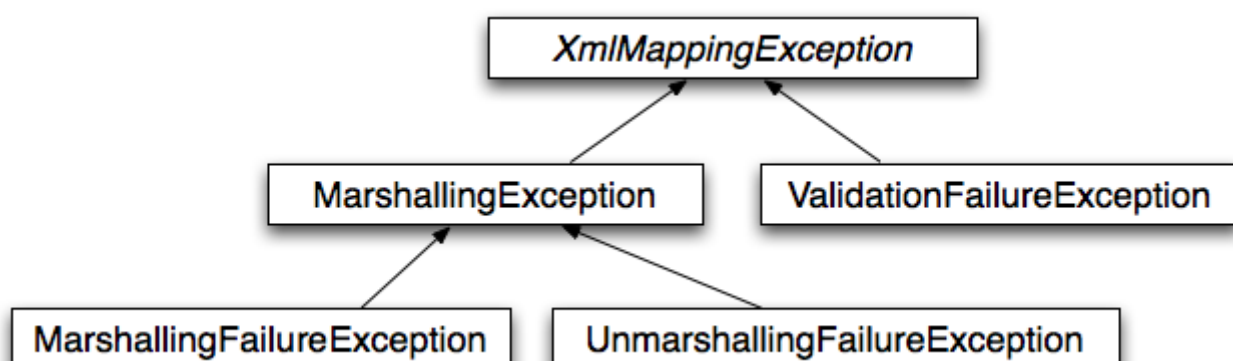 XmlMappingException
MarshallingException
ValidationFailureException
MarshallingFailureException
UnmarshallingFailureException